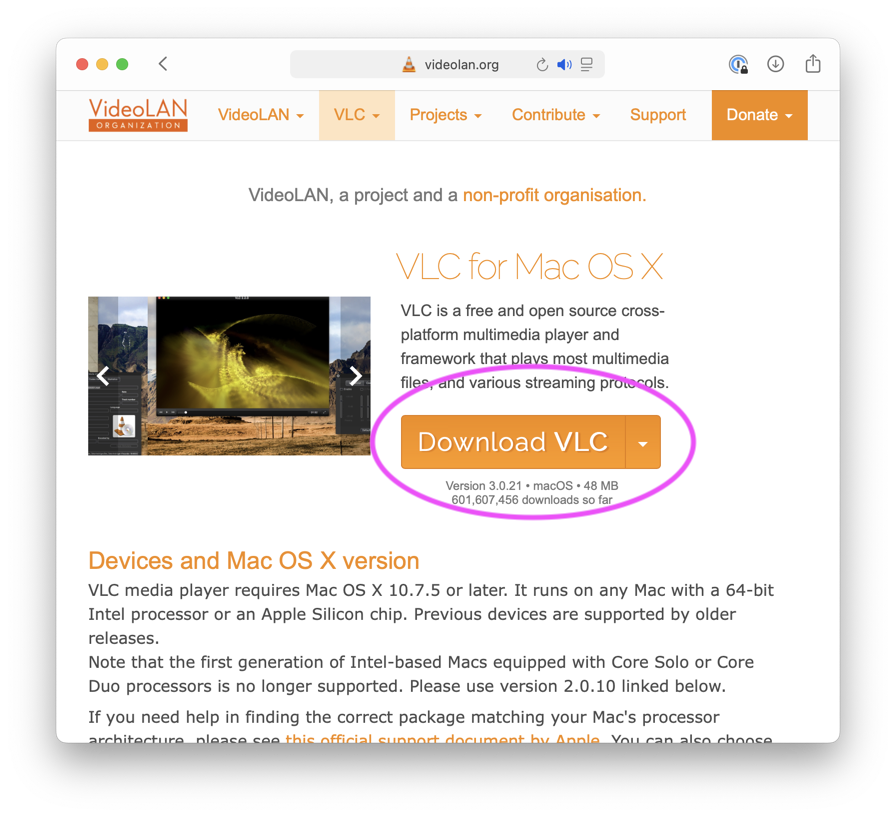 videolan.org
VideoLAN
ORGANIZATION
VideoLAN
VLC
Projects
Contribute
Support
Donate
VideoLAN, a project and a non-profit organisation.
VLC for Mac OS X
VLC is a free and open source cross-
platform multimedia player and
framework that plays most multimedia
files, and various streaming protocols.
Download VLC
Version 3.0.21 • macOS • 48 MB
601,607,456 downloads so far
Devices and Mac OS X version
VLC media player requires Mac OS X 10.7.5 or later. It runs on any Mac with a 64-bit
Intel processor or an Apple Silicon chip. Previous devices are supported by older
releases.
Note that the first generation of Intel-based Macs equipped with Core Solo or Core
Duo processors is no longer supported. Please use version 2.0.10 linked below.
If you need help in finding the correct package matching your Mac's processor
architecture, please see this official support document by Apple. You can also choose